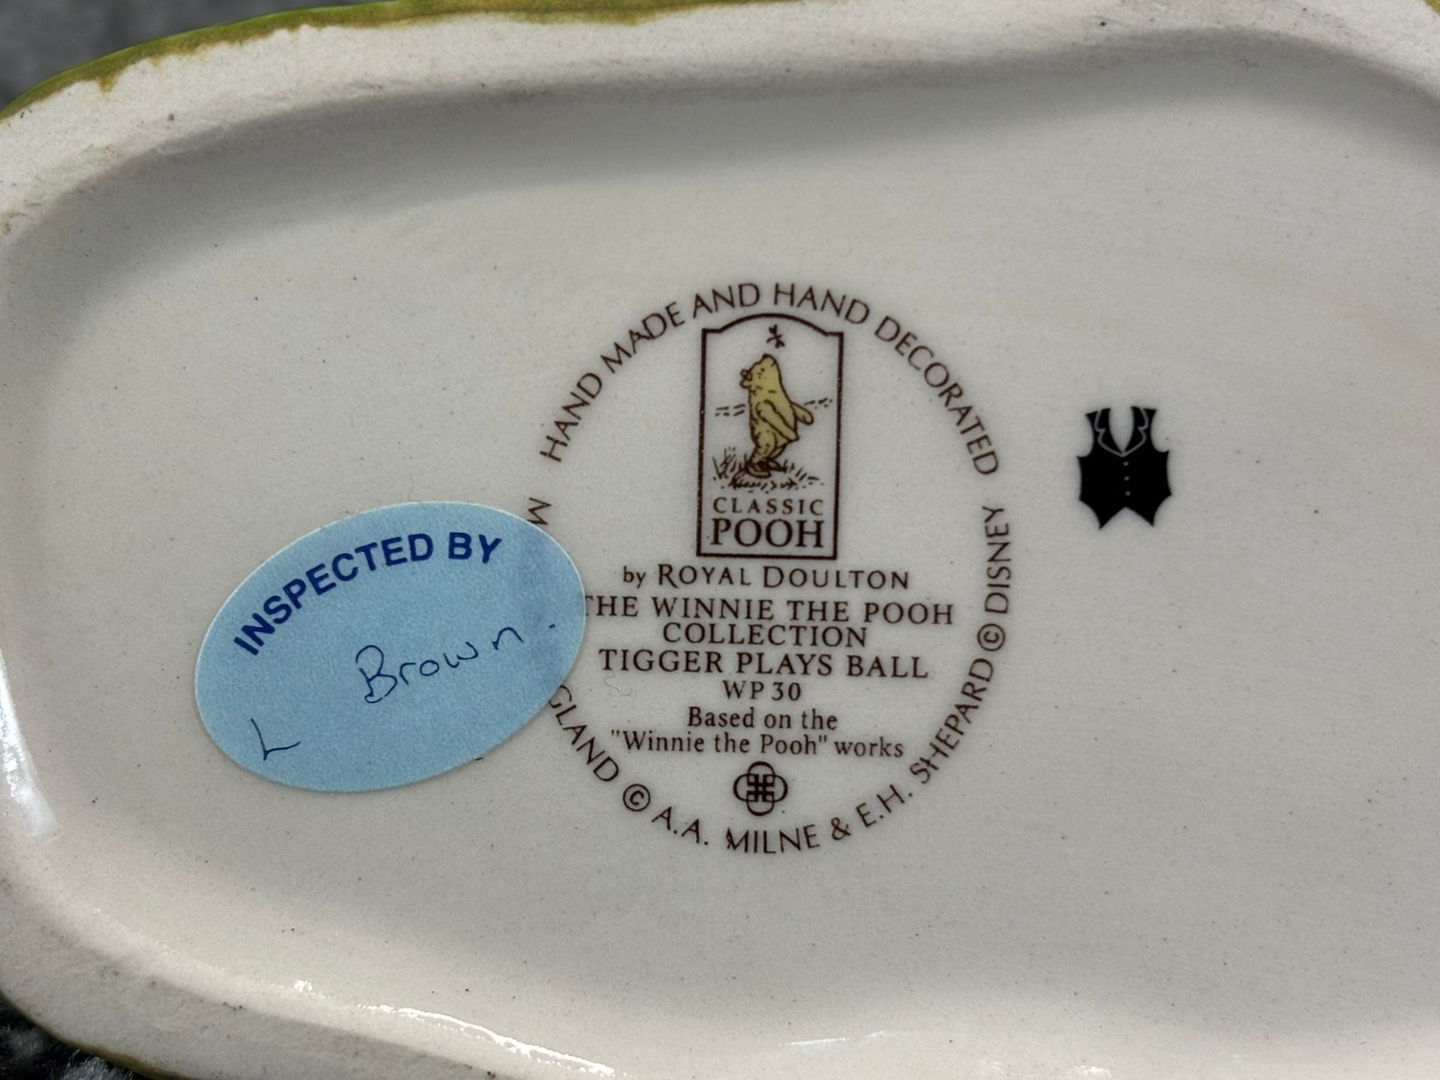 HAND MADE AND HAND DECORATED
CLASSIC
POOH
by ROYAL DOULTON
THE WINNIE THE POOH
COLLECTION
TIGGER PLAYS BALL
WP 30
Based on the
"Winnie the Pooh" works
M
GLAND © A.A. MILNE & E.H. SHEPARD © DISNEY
INSPECTED BY
L Brown.